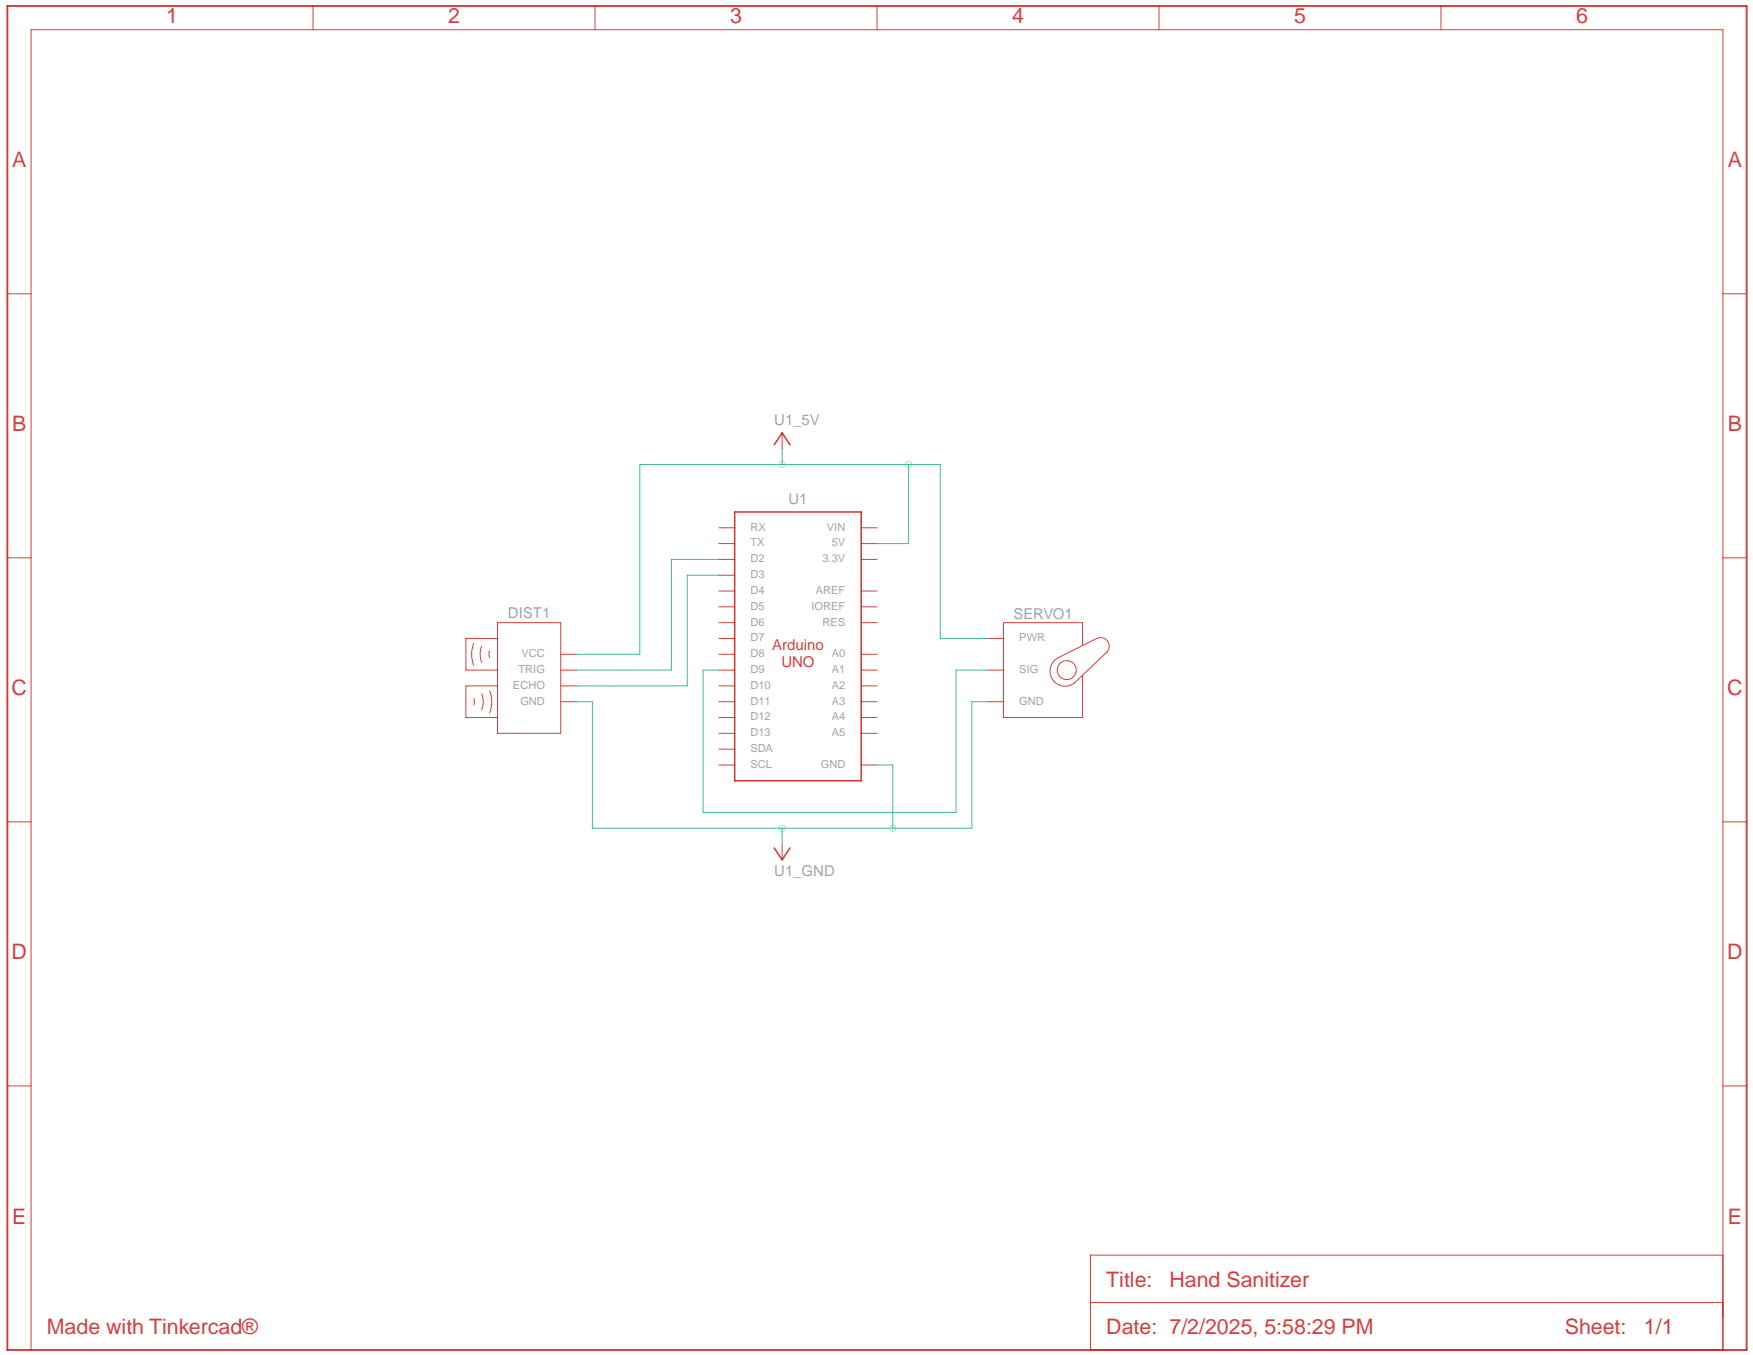 1 2 3 4 5 6
A A
B B
U1_5V
U1
RX VIN
TX 5V
D2 3.3V
D3
D4 AREF
D5 IOREF
D6 RES
D7
Arduino
UNO
D8 A0
D9 A1
D10 A2
D11 A3
D12 A4
D13 A5
SDA
SCL GND
DIST1
VCC
TRIG
ECHO
GND
SERVO1
PWR
SIG
GND
C C
U1_GND
D D
E E
Title: Hand Sanitizer
Made with Tinkercad®
Date: 7/2/2025, 5:58:29 PM Sheet: 1/1